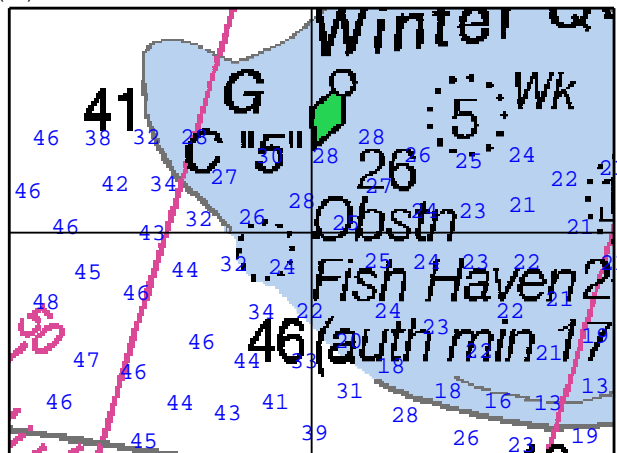 Winter Q
G
41
Wk
5
46 38 32 28
C "5"
30 28 28 26 25 24
26
46 42 34 27 27 22
28
46 43 32 26 26 24 23 21 21
Obstn
45 44 32 24 25 24 23 22
48 46
Fish Haven 2
34 22 24 22 21
80
46 20 23 19
46 (auth min 17
47 46 44 33 18 22 21
46 44 43 41 31 28 18 16 13 13
45 39 26 23 19